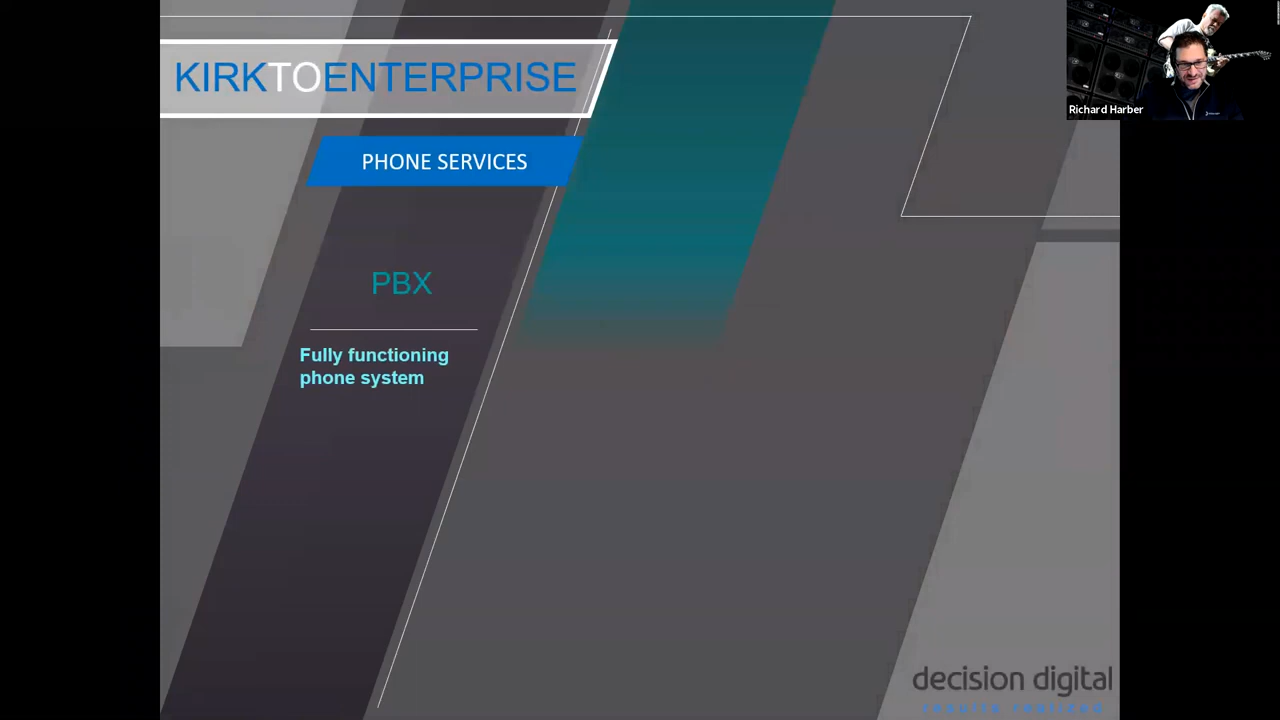 KIRKTOENTERPRISE
Richard Harber
PHONE SERVICES
PBX
Fully functioning
phone system
decision digital